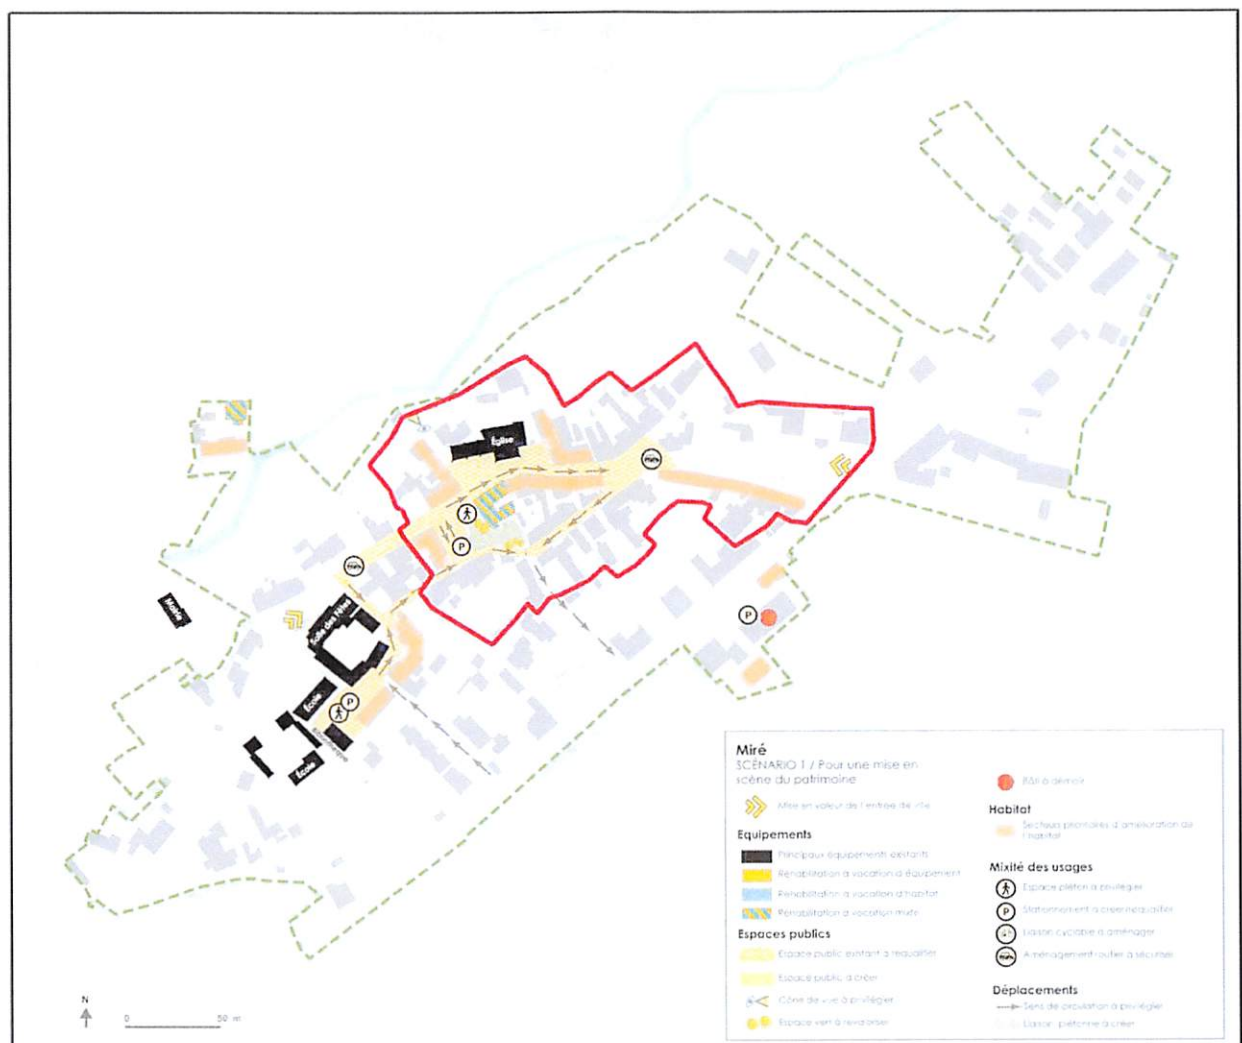 Église
Mairie
Salle des fêtes
École
École
P
P
P
N
0 50 m
Miré
SCÉNARIO 1 / Pour une mise en
scène du patrimoine
Mise en valeur de l'entrée de ville
Equipements
Principaux équipements existants
Réhabilitation à vocation d'équipement
Réhabilitation à vocation d'habitat
Réhabilitation à vocation mixte
Espaces publics
Espace public existant à requalifier
Espace public à créer
Cône de vue à privilégier
Espace vert à revaloriser
Bâti à démolir
Habitat
Secteurs prioritaires d'amélioration de
l'habitat
Mixité des usages
Espace piéton à privilégier
P
Stationnement à créer/requalifier
Liaison cyclable à aménager
Aménagement routier à sécuriser
Déplacements
Sens de circulation à privilégier
Liaison piétonne à créer